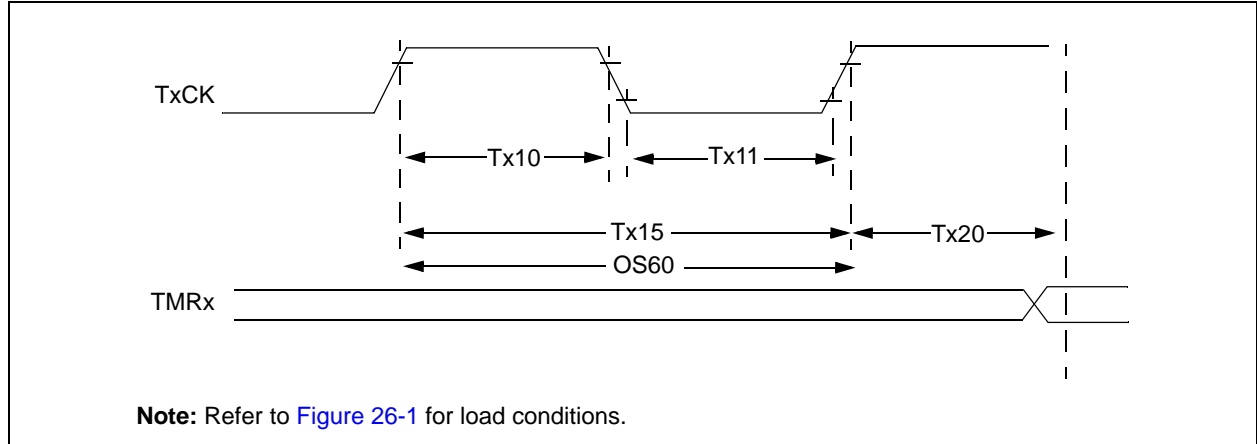 TxCK
Tx10
Tx11
Tx15
Tx20
OS60
TMRx
Note: Refer to Figure 26-1 for load conditions.